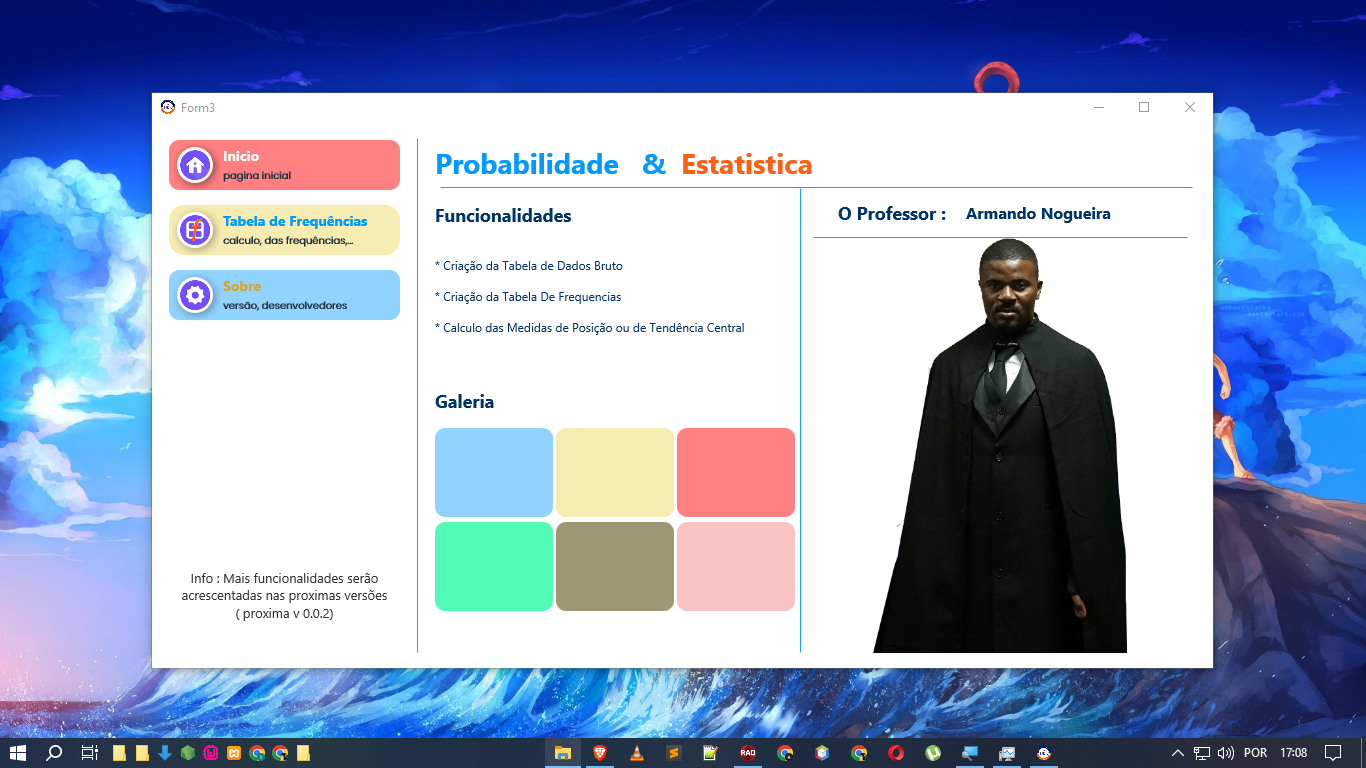 Form3
Inicio
pagina inicial
Tabela de Frequências
calculo, das frequências,...
Sobre
versão, desenvolvedores
Info : Mais funcionalidades serão
acrescentadas nas proximas versões
( proxima v 0.0.2)
Probabilidade & Estatistica
Funcionalidades
* Criação da Tabela de Dados Bruto
* Criação da Tabela De Frequencias
* Calculo das Medidas de Posição ou de Tendência Central
Galeria
O Professor : Armando Nogueira
RAD
POR
17:08